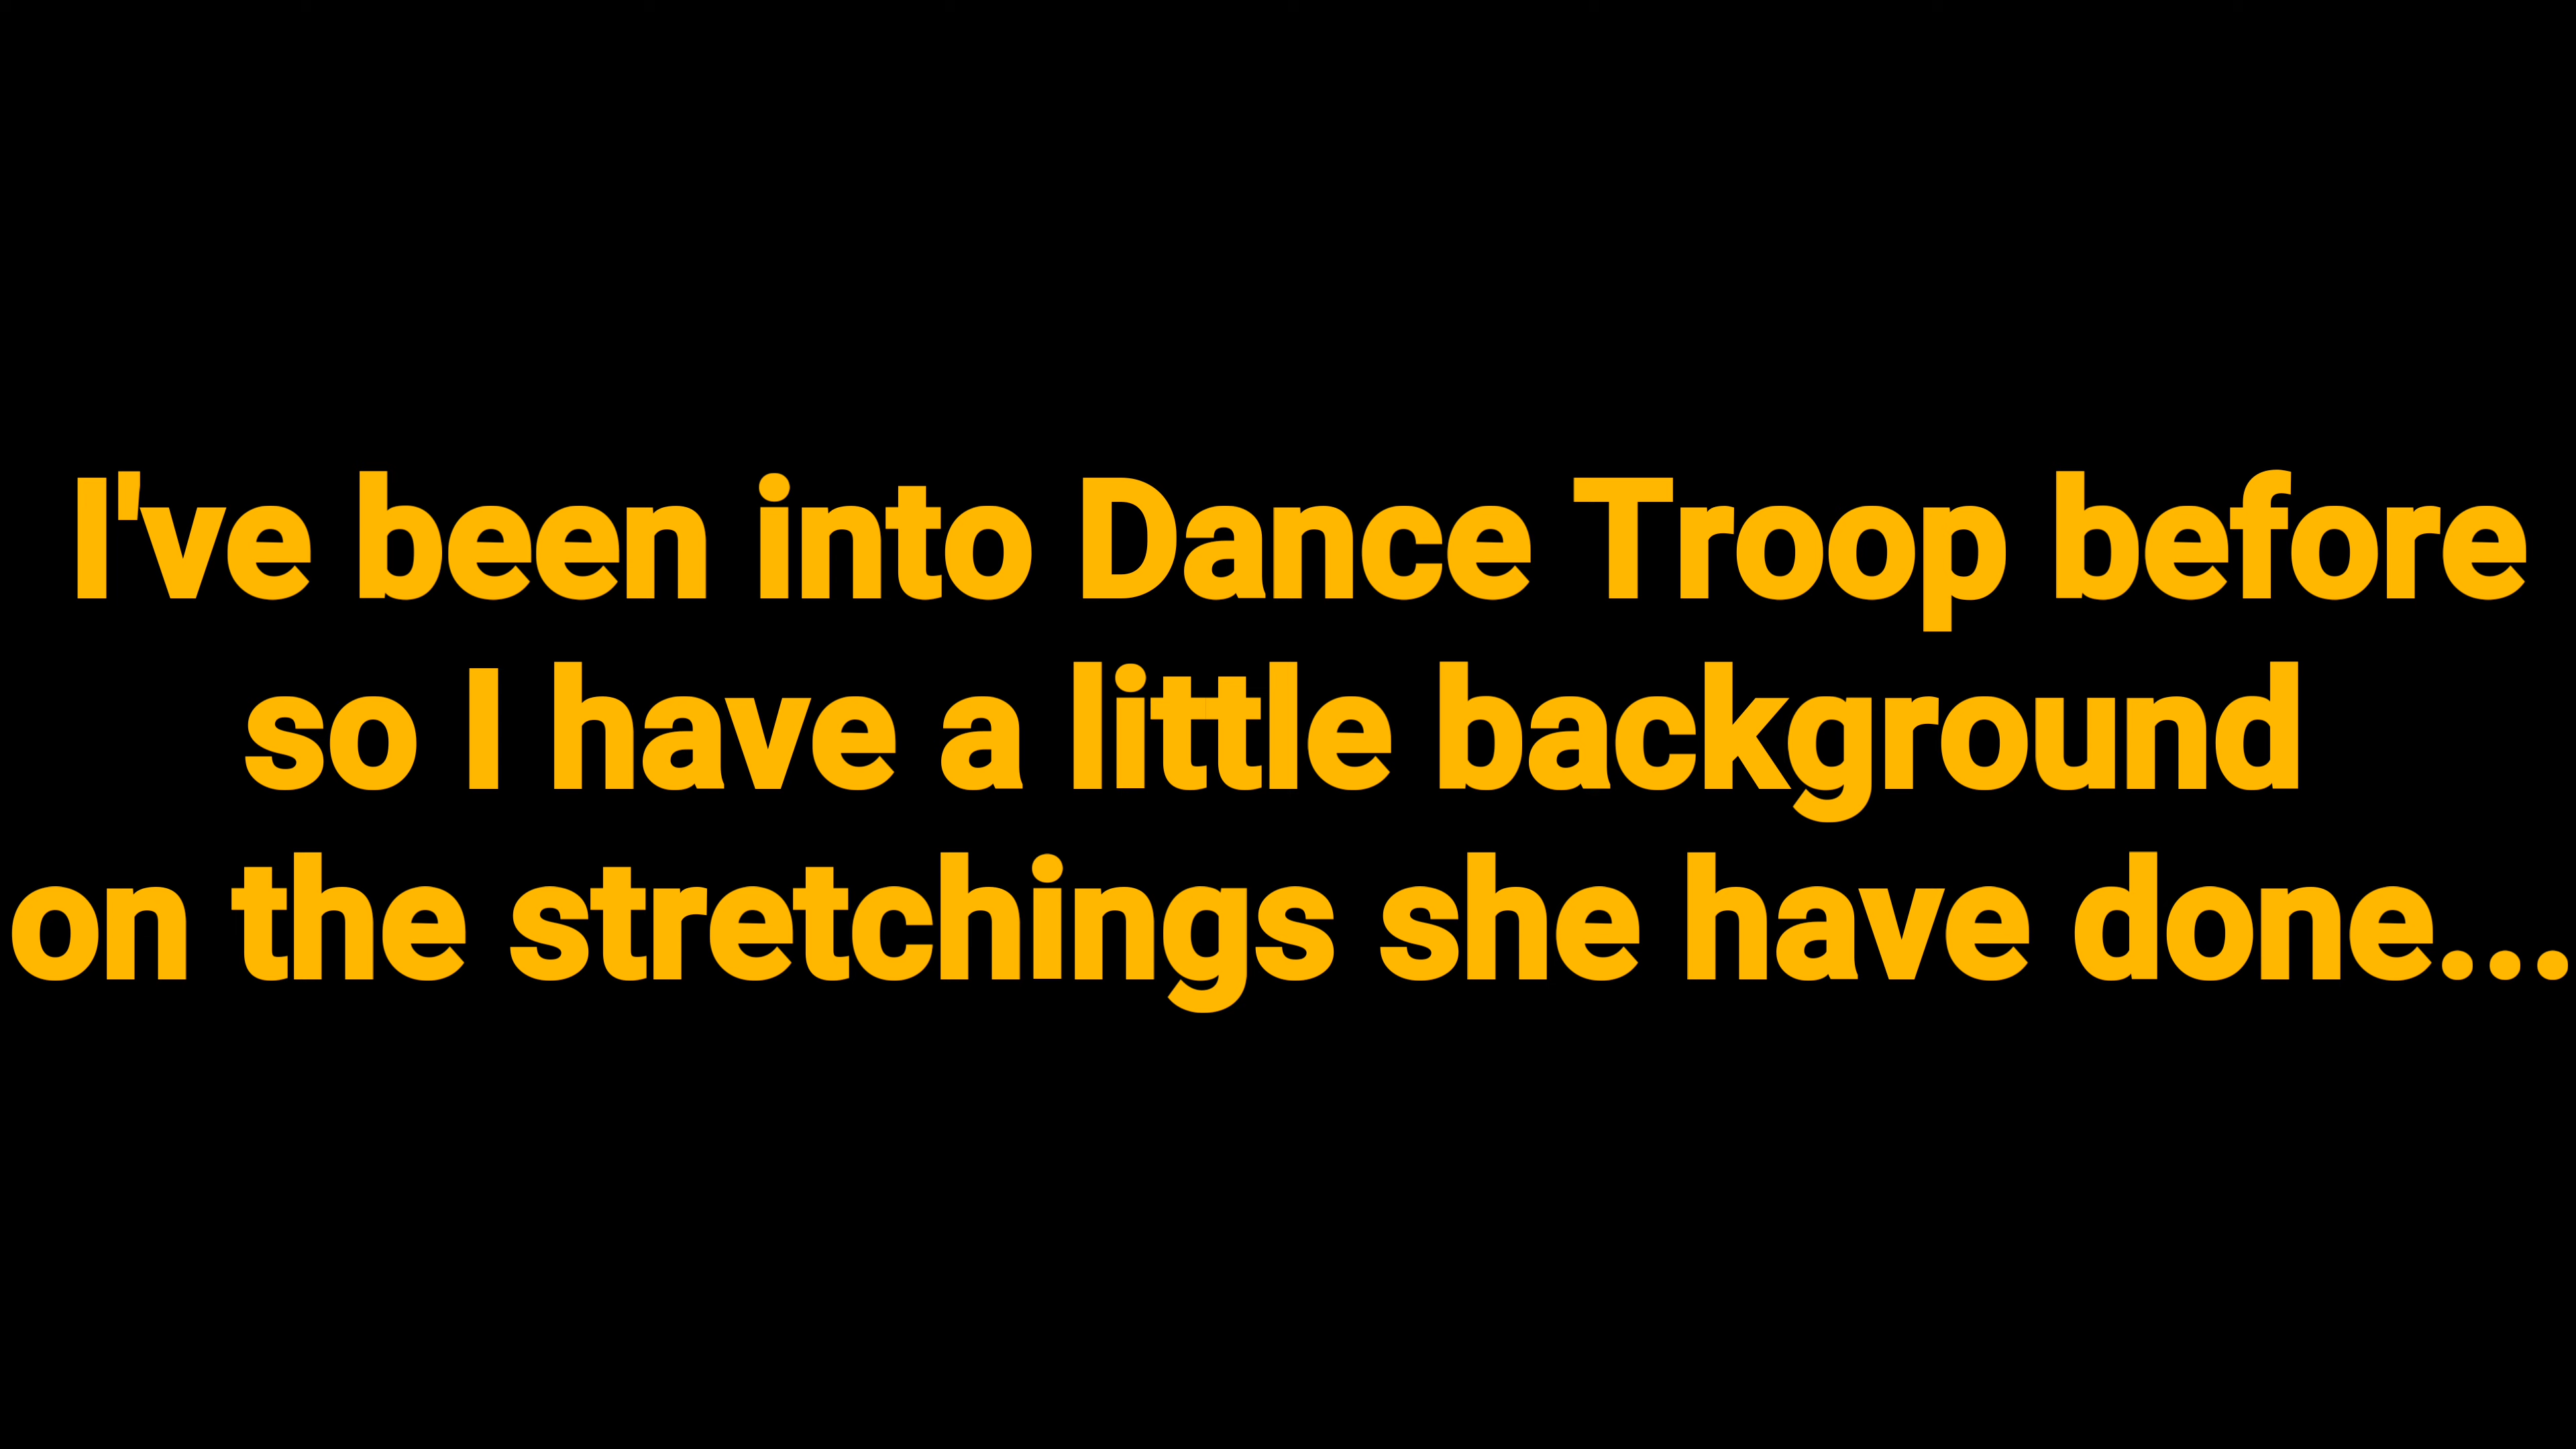 I've been into Dance Troop before
so I have a little background
on the stretchings she have done...